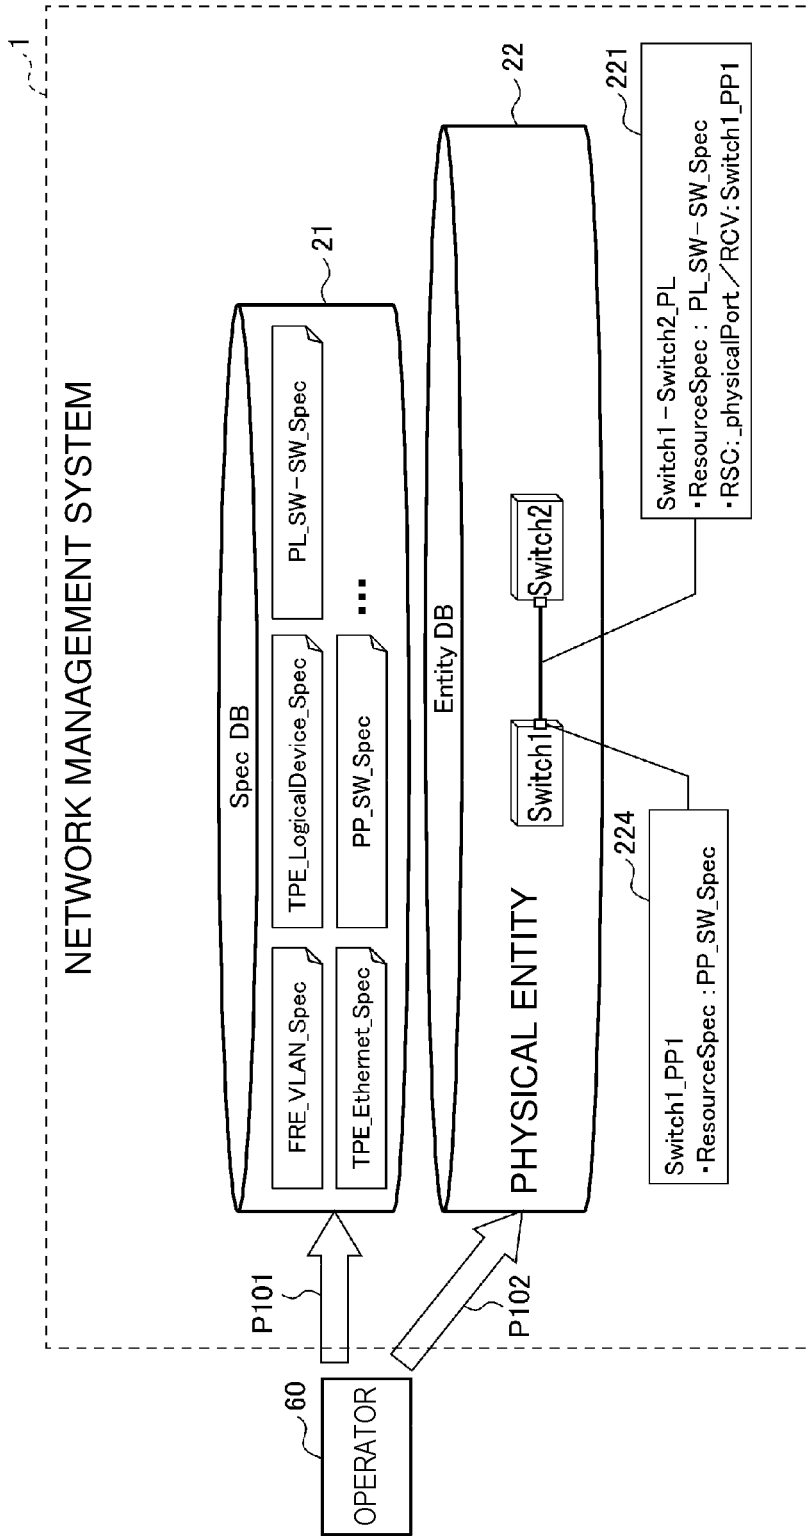 1
NETWORK MANAGEMENT SYSTEM
60
OPERATOR
P101
P102
21
Spec DB
FRE_VLAN_Spec
TPE_LogicalDevice_Spec
PL_SW-SW_Spec
TPE_Ethernet_Spec
PP_SW_Spec
...
22
Entity DB
PHYSICAL ENTITY
Switch1
Switch2
224
Switch1_PP1
・ResourceSpec : PP_SW_Spec
221
Switch1-Switch2_PL
・ResourceSpec : PL_SW-SW_Spec
・RSC:_physicalPort／RCV:Switch1_PP1